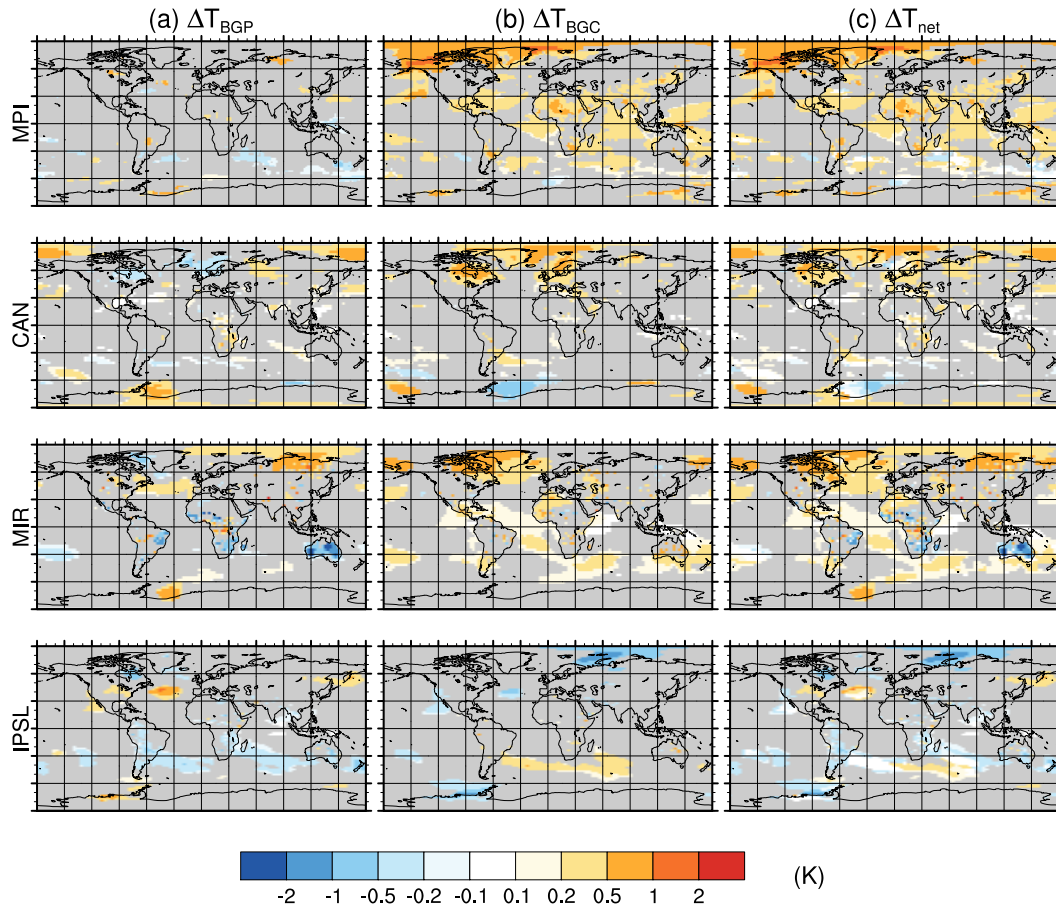 (a) ΔT_BGP (b) ΔT_BGC (c) ΔT_net
MPI
CAN
MIR
IPSL
-2 -1 -0.5 -0.2 -0.1 0.1 0.2 0.5 1 2 (K)